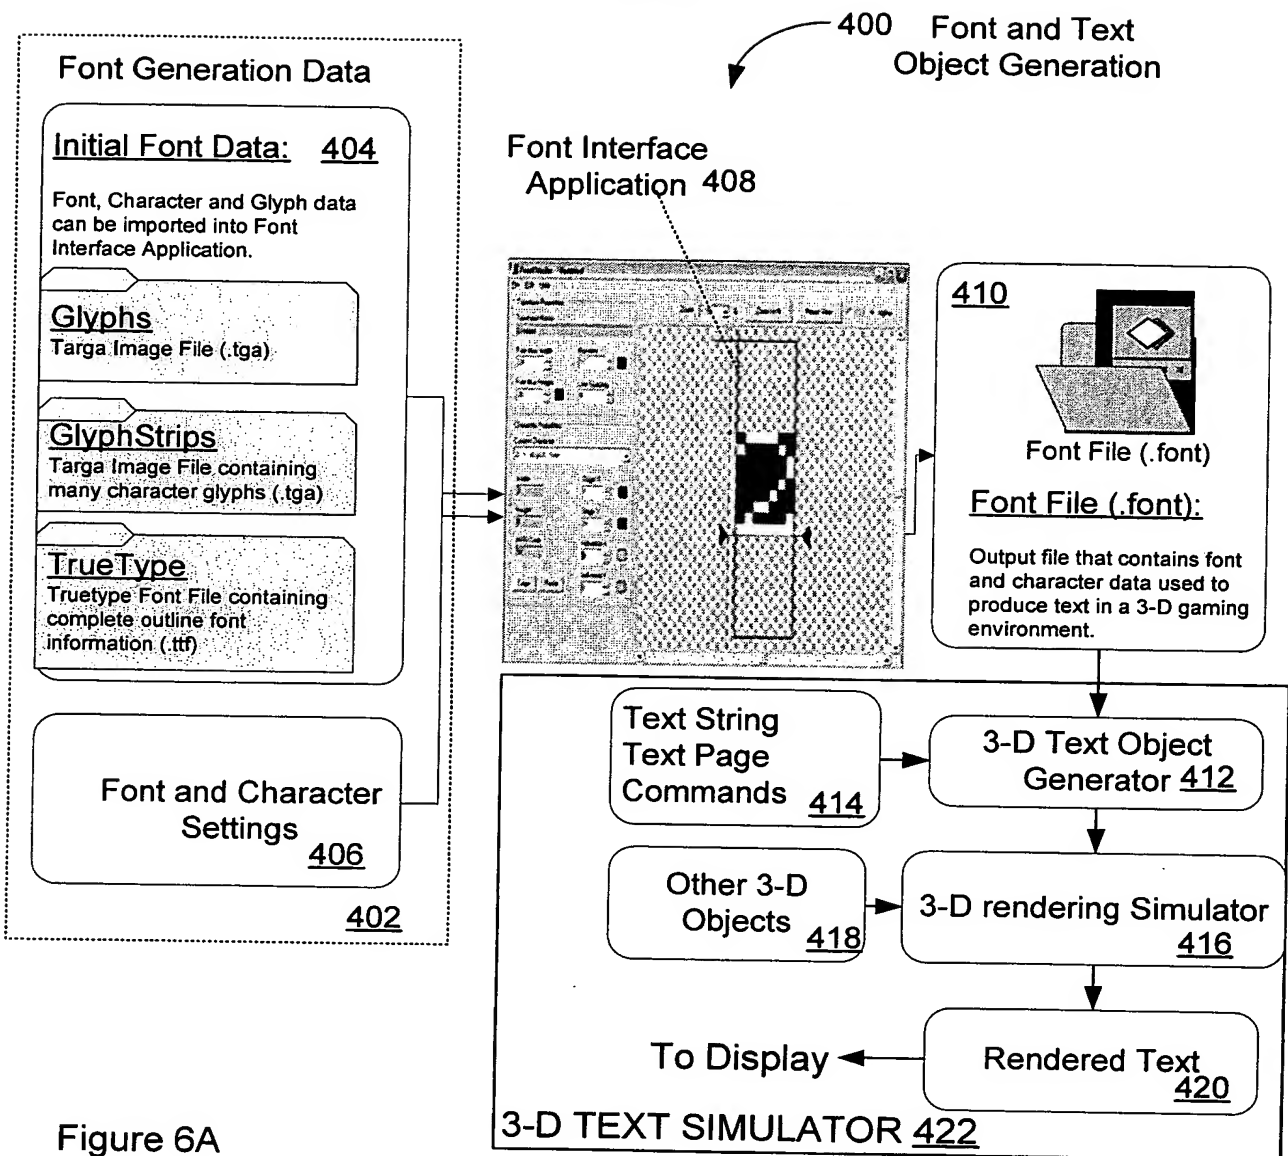 400 Font and Text
Object Generation
Font Generation Data
Initial Font Data: 404
Font, Character and Glyph data
can be imported into Font
Interface Application.
Glyphs
Targa Image File (.tga)
GlyphStrips
Targa Image File containing
many character glyphs (.tga)
TrueType
Truetype Font File containing
complete outline font
information (.ttf)
Font and Character
Settings
406
402
Font Interface
Application 408
410
Font File (.font)
Font File (.font):
Output file that contains font
and character data used to
produce text in a 3-D gaming
environment.
Text String
Text Page
Commands 414
3-D Text Object
Generator 412
Other 3-D
Objects
418
3-D rendering Simulator
416
To Display
Rendered Text
420
3-D TEXT SIMULATOR 422
Figure 6A